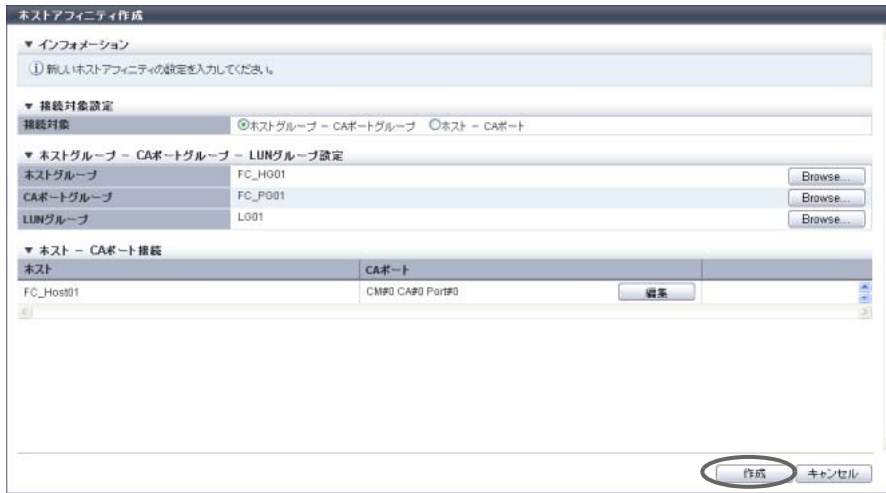 ホストアフィニティ作成
▼ インフォメーション
新しいホストアフィニティの設定を入力してください。
▼ 接続対象設定
接続対象 ホストグループ - CAポートグループ ホスト - CAポート
▼ ホストグループ - CAポートグループ - LUNグループ設定
ホストグループ FC_HG01 Browse...
CAポートグループ FC_PG01 Browse...
LUNグループ LG01 Browse...
▼ ホスト - CAポート接続
ホスト CAポート
FC_Host01 CM#0 CA#0 Port#0 編集
作成 キャンセル